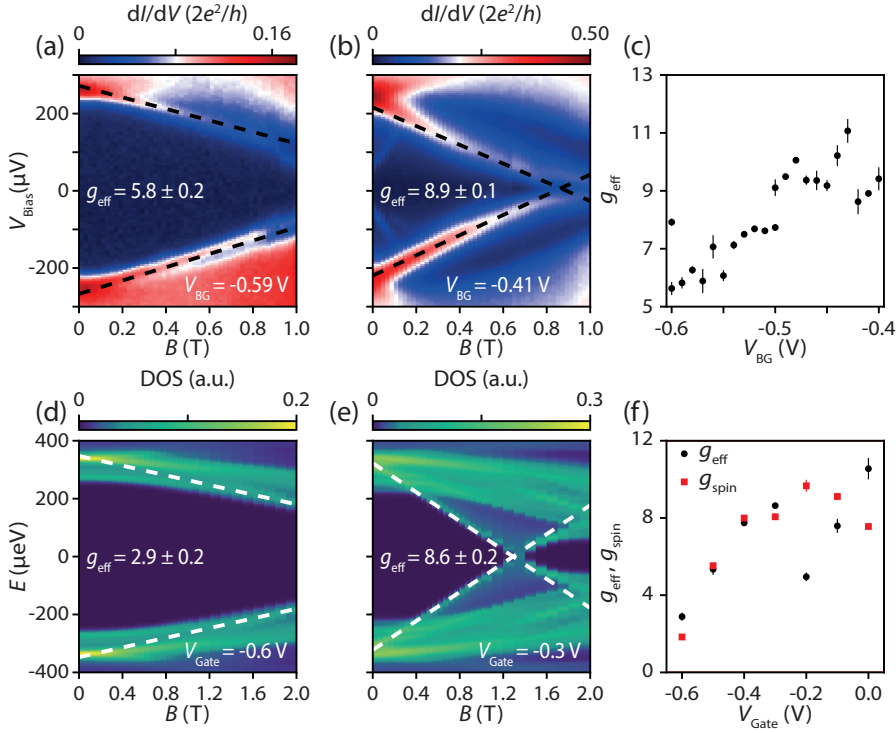 (a)
dI/dV (2e²/h)
0 0.16
V_Bias (μV)
200
0
-200
g_eff = 5.8 ± 0.2
V_BG = -0.59 V
0 0.2 0.4 0.6 0.8 1.0
B (T)
(b)
dI/dV (2e²/h)
0 0.50
g_eff = 8.9 ± 0.1
V_BG = -0.41 V
0 0.2 0.4 0.6 0.8 1.0
B (T)
(c)
g_eff
13
11
9
7
5
-0.6 -0.5 -0.4
V_BG (V)
(d)
DOS (a.u.)
0 0.2
E (μeV)
400
200
0
-200
-400
g_eff = 2.9 ± 0.2
V_Gate = -0.6 V
0 0.4 0.8 1.2 1.6 2.0
B (T)
(e)
DOS (a.u.)
0 0.3
g_eff = 8.6 ± 0.2
V_Gate = -0.3 V
0 0.4 0.8 1.2 1.6 2.0
B (T)
(f)
g_eff, g_spin
12
8
4
0
g_eff
g_spin
-0.6 -0.4 -0.2 0.0
V_Gate (V)